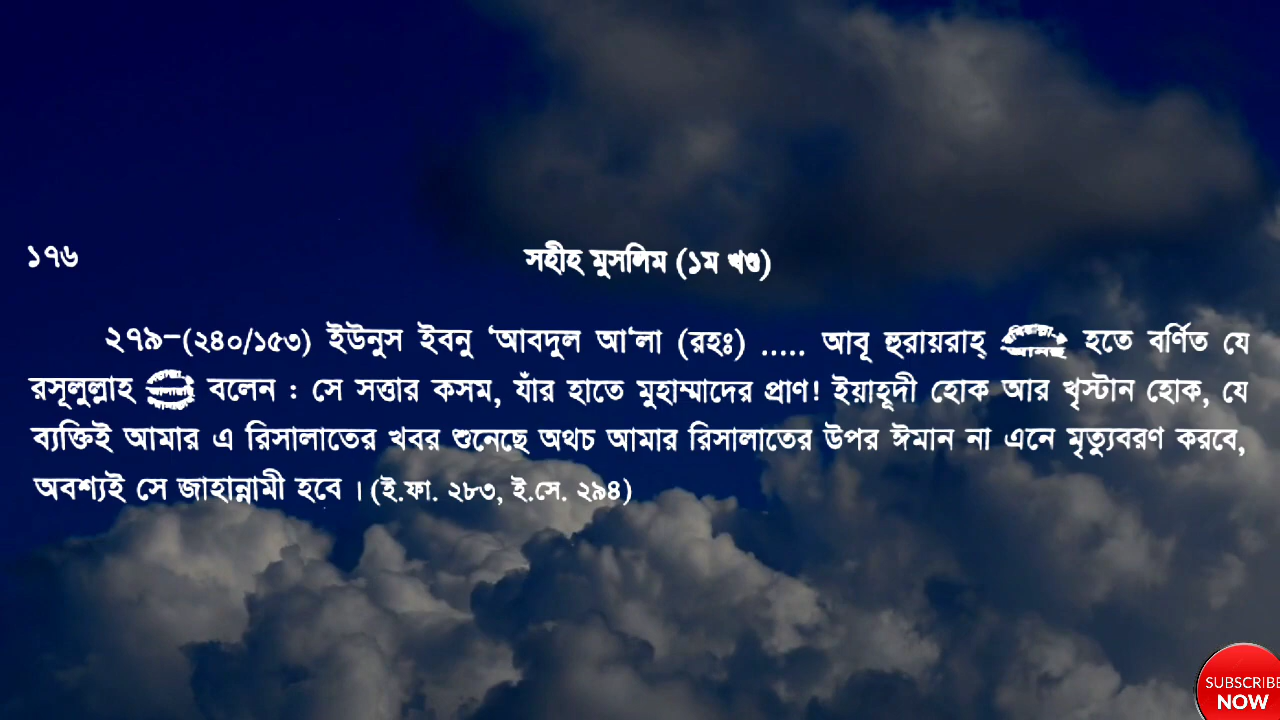 ১৭৬
সহীহ মুসলিম (১ম খণ্ড)
২৭৯-(২৪০/১৫৩) ইউনুস ইবনু 'আবদুল আ'লা (রহঃ) ..... আবূ হুরায়রাহ্ হতে বর্ণিত যে
রসূলুল্লাহ বলেন : সে সত্তার কসম, যাঁর হাতে মুহাম্মাদের প্রাণ! ইয়াহূদী হোক আর খৃস্টান হোক, যে
ব্যক্তিই আমার এ রিসালাতের খবর শুনেছে অথচ আমার রিসালাতের উপর ঈমান না এনে মৃত্যুবরণ করবে,
অবশ্যই সে জাহান্নামী হবে । (ই.ফা. ২৮৩, ই.সে. ২৯৪)
SUBSCRIBE
NOW